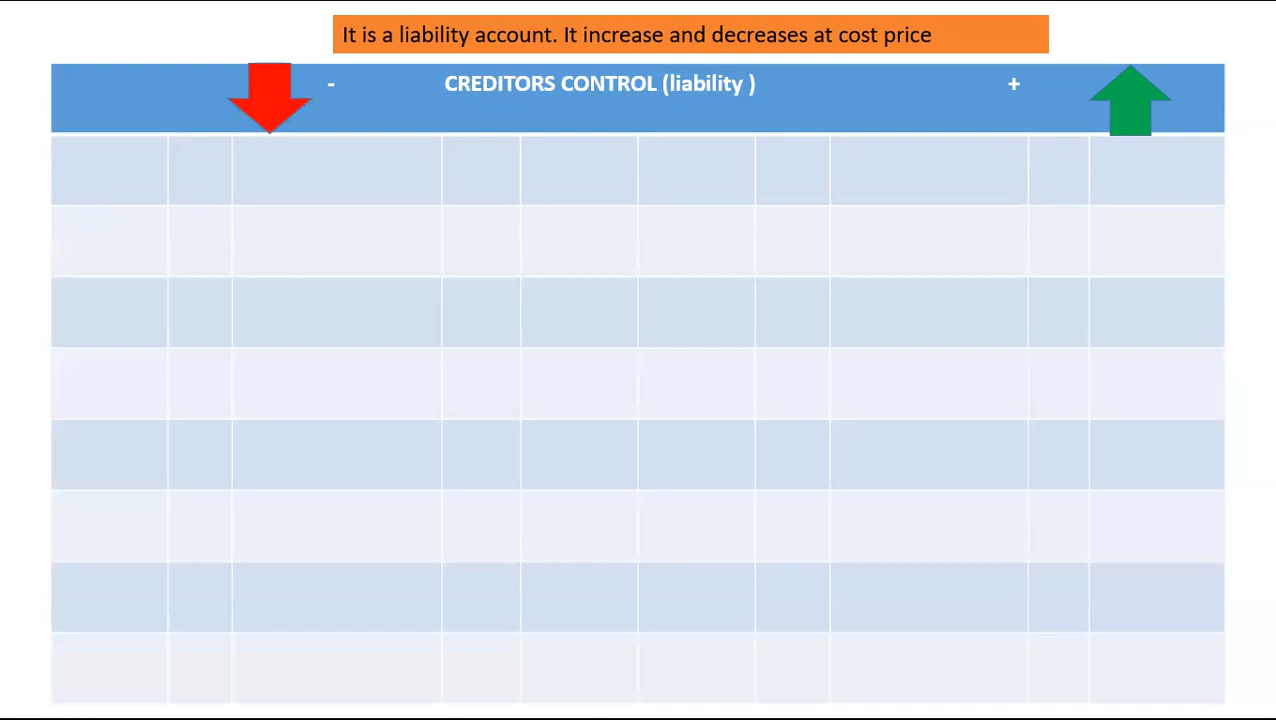 It is a liability account. It increase and decreases at cost price
- CREDITORS CONTROL (liability ) +